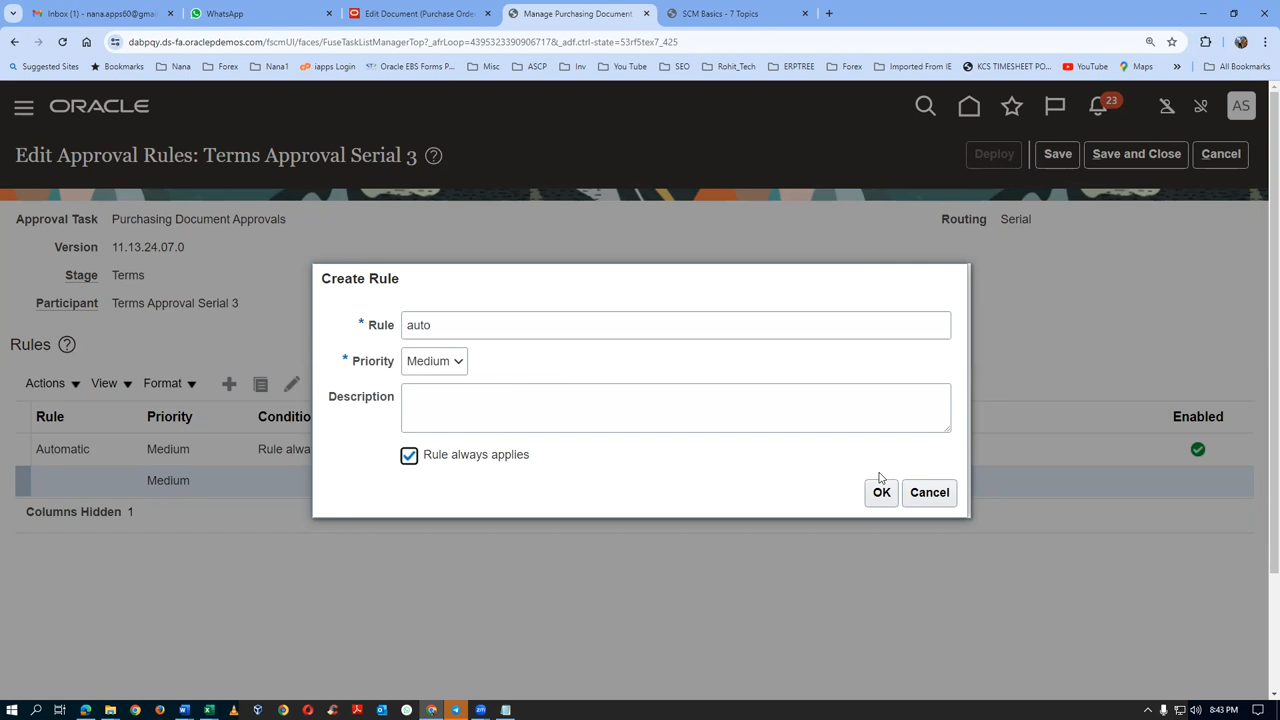 Inbox (1) - nana.apps60@gmai
WhatsApp
Edit Document (Purchase Orde
Manage Purchasing Document
SCM Basics - 7 Topics
dabpqy.ds-fa.oraclepdemos.com/fscmUI/faces/FuseTaskListManagerTop?_afrLoop=4395323390906717&_adf.ctrl-state=53rf5tex7_425
Suggested Sites
Bookmarks
Nana
Forex
Nana1
iapps Login
Oracle EBS Forms P...
Misc
ASCP
Inv
You Tube
SEO
Rohit_Tech
ERPTREE
Forex
Imported From IE
KCS TIMESHEET PO...
YouTube
Maps
All Bookmarks
ORACLE
23
AS
Edit Approval Rules: Terms Approval Serial 3
Deploy
Save
Save and Close
Cancel
Approval Task Purchasing Document Approvals
Routing Serial
Version 11.13.24.07.0
Stage Terms
Participant Terms Approval Serial 3
Rules
Actions View Format
Rule Priority Conditio Enabled
Automatic Medium Rule alwa
Medium
Columns Hidden 1
Create Rule
* Rule auto
* Priority Medium
Description
Rule always applies
OK Cancel
8:43 PM